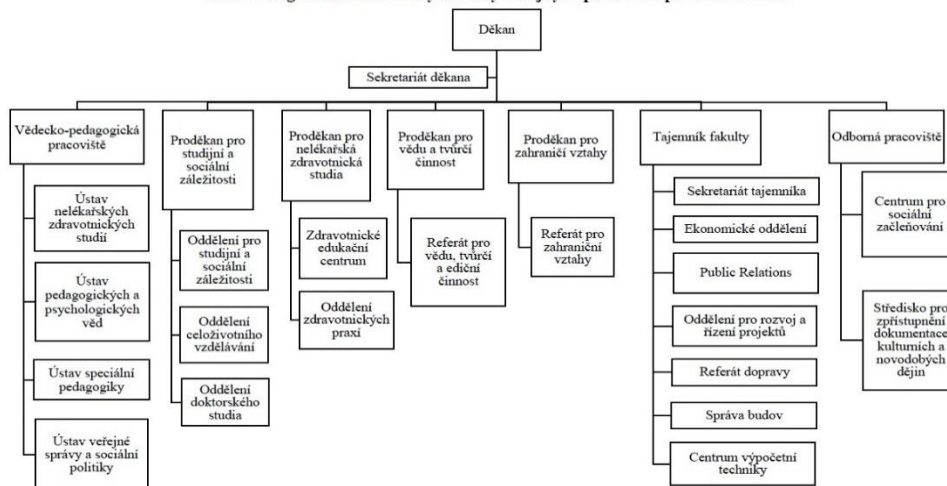 Děkan
Sekretariát děkana
Vědecko-pedagogická
pracoviště
Ústav
nelékařských
zdravotnických
studií
Ústav
pedagogických a
psychologických
věd
Ústav speciální
pedagogiky
Ústav veřejné
správy a sociální
politiky
Proděkan pro
studijní a
sociální
záležitosti
Oddělení pro
studijní a
sociální
záležitosti
Oddělení
celoživotního
vzdělávání
Oddělení
doktorského
studia
Proděkan pro
nelékařská
zdravotnická
studia
Zdravotnické
edukační
centrum
Oddělení
zdravotnických
praxí
Proděkan pro
vědu a tvůrčí
činnost
Referát pro
vědu, tvůrčí
a ediční
činnost
Proděkan pro
zahraničí vztahy
Referát pro
zahraniční
vztahy
Tajemník
fakulty
Sekretariát tajemníka
Ekonomické oddělení
Public Relations
Oddělení pro rozvoj a
řízení projektů
Referát dopravy
Správa budov
Centrum výpočetní
techniky
Odborná pracoviště
Centrum pro
sociální
začleňování
Středisko pro
zpřístupnění
dokumentace
kulturních a
novodobých
dějin